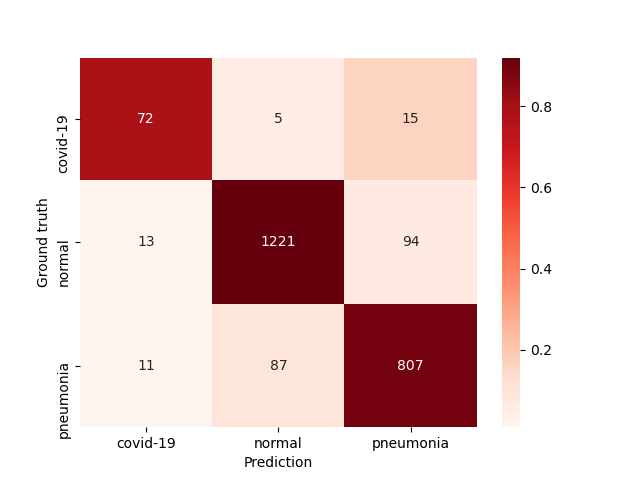 covid-19
72
5
15
normal
13
1221
94
pneumonia
11
87
807
covid-19
normal
pneumonia
Prediction
Ground truth
0.8
0.6
0.4
0.2